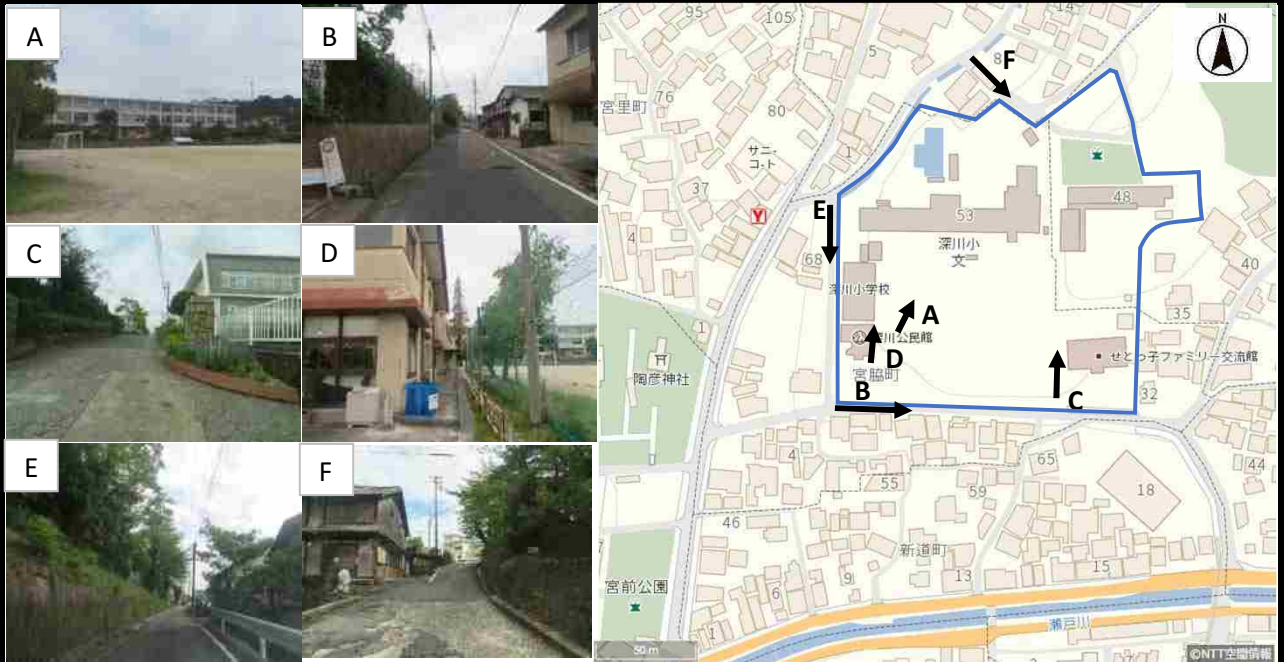 A
B
C
D
E
F
N
95
105
8
14
F
5
宮里町
76
80
サニー
コート
1
37
E
53
48
4
深川小
文
68
深川小学校
40
A
35
1
深川公民館
せとっ子ファミリー交流館
陶彦神社
D
宮脇町
B
C
32
4
65
55
59
18
44
46
新道町
宮前公園
9
13
15
6
1
瀬戸川
50 m
©NTT空間情報